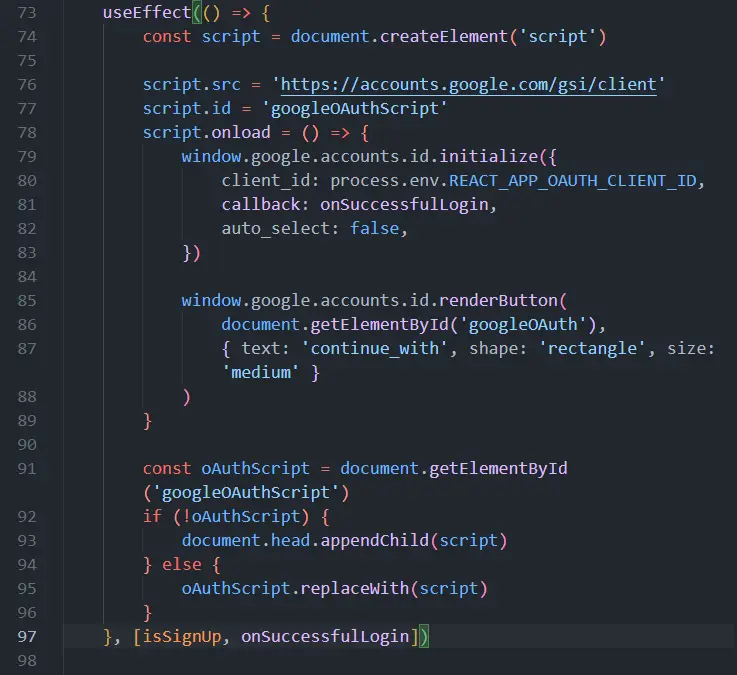 73 useEffect(() => {
74 const script = document.createElement('script')
75
76 script.src = 'https://accounts.google.com/gsi/client'
77 script.id = 'googleOAuthScript'
78 script.onload = () => {
79 window.google.accounts.id.initialize({
80 client_id: process.env.REACT_APP_OAUTH_CLIENT_ID,
81 callback: onSuccessfulLogin,
82 auto_select: false,
83 })
84
85 window.google.accounts.id.renderButton(
86 document.getElementById('googleOAuth'),
87 { text: 'continue_with', shape: 'rectangle', size:
'medium' }
88 )
89 }
90
91 const oAuthScript = document.getElementById
('googleOAuthScript')
92 if (!oAuthScript) {
93 document.head.appendChild(script)
94 } else {
95 oAuthScript.replaceWith(script)
96 }
97 }, [isSignUp, onSuccessfulLogin])
98